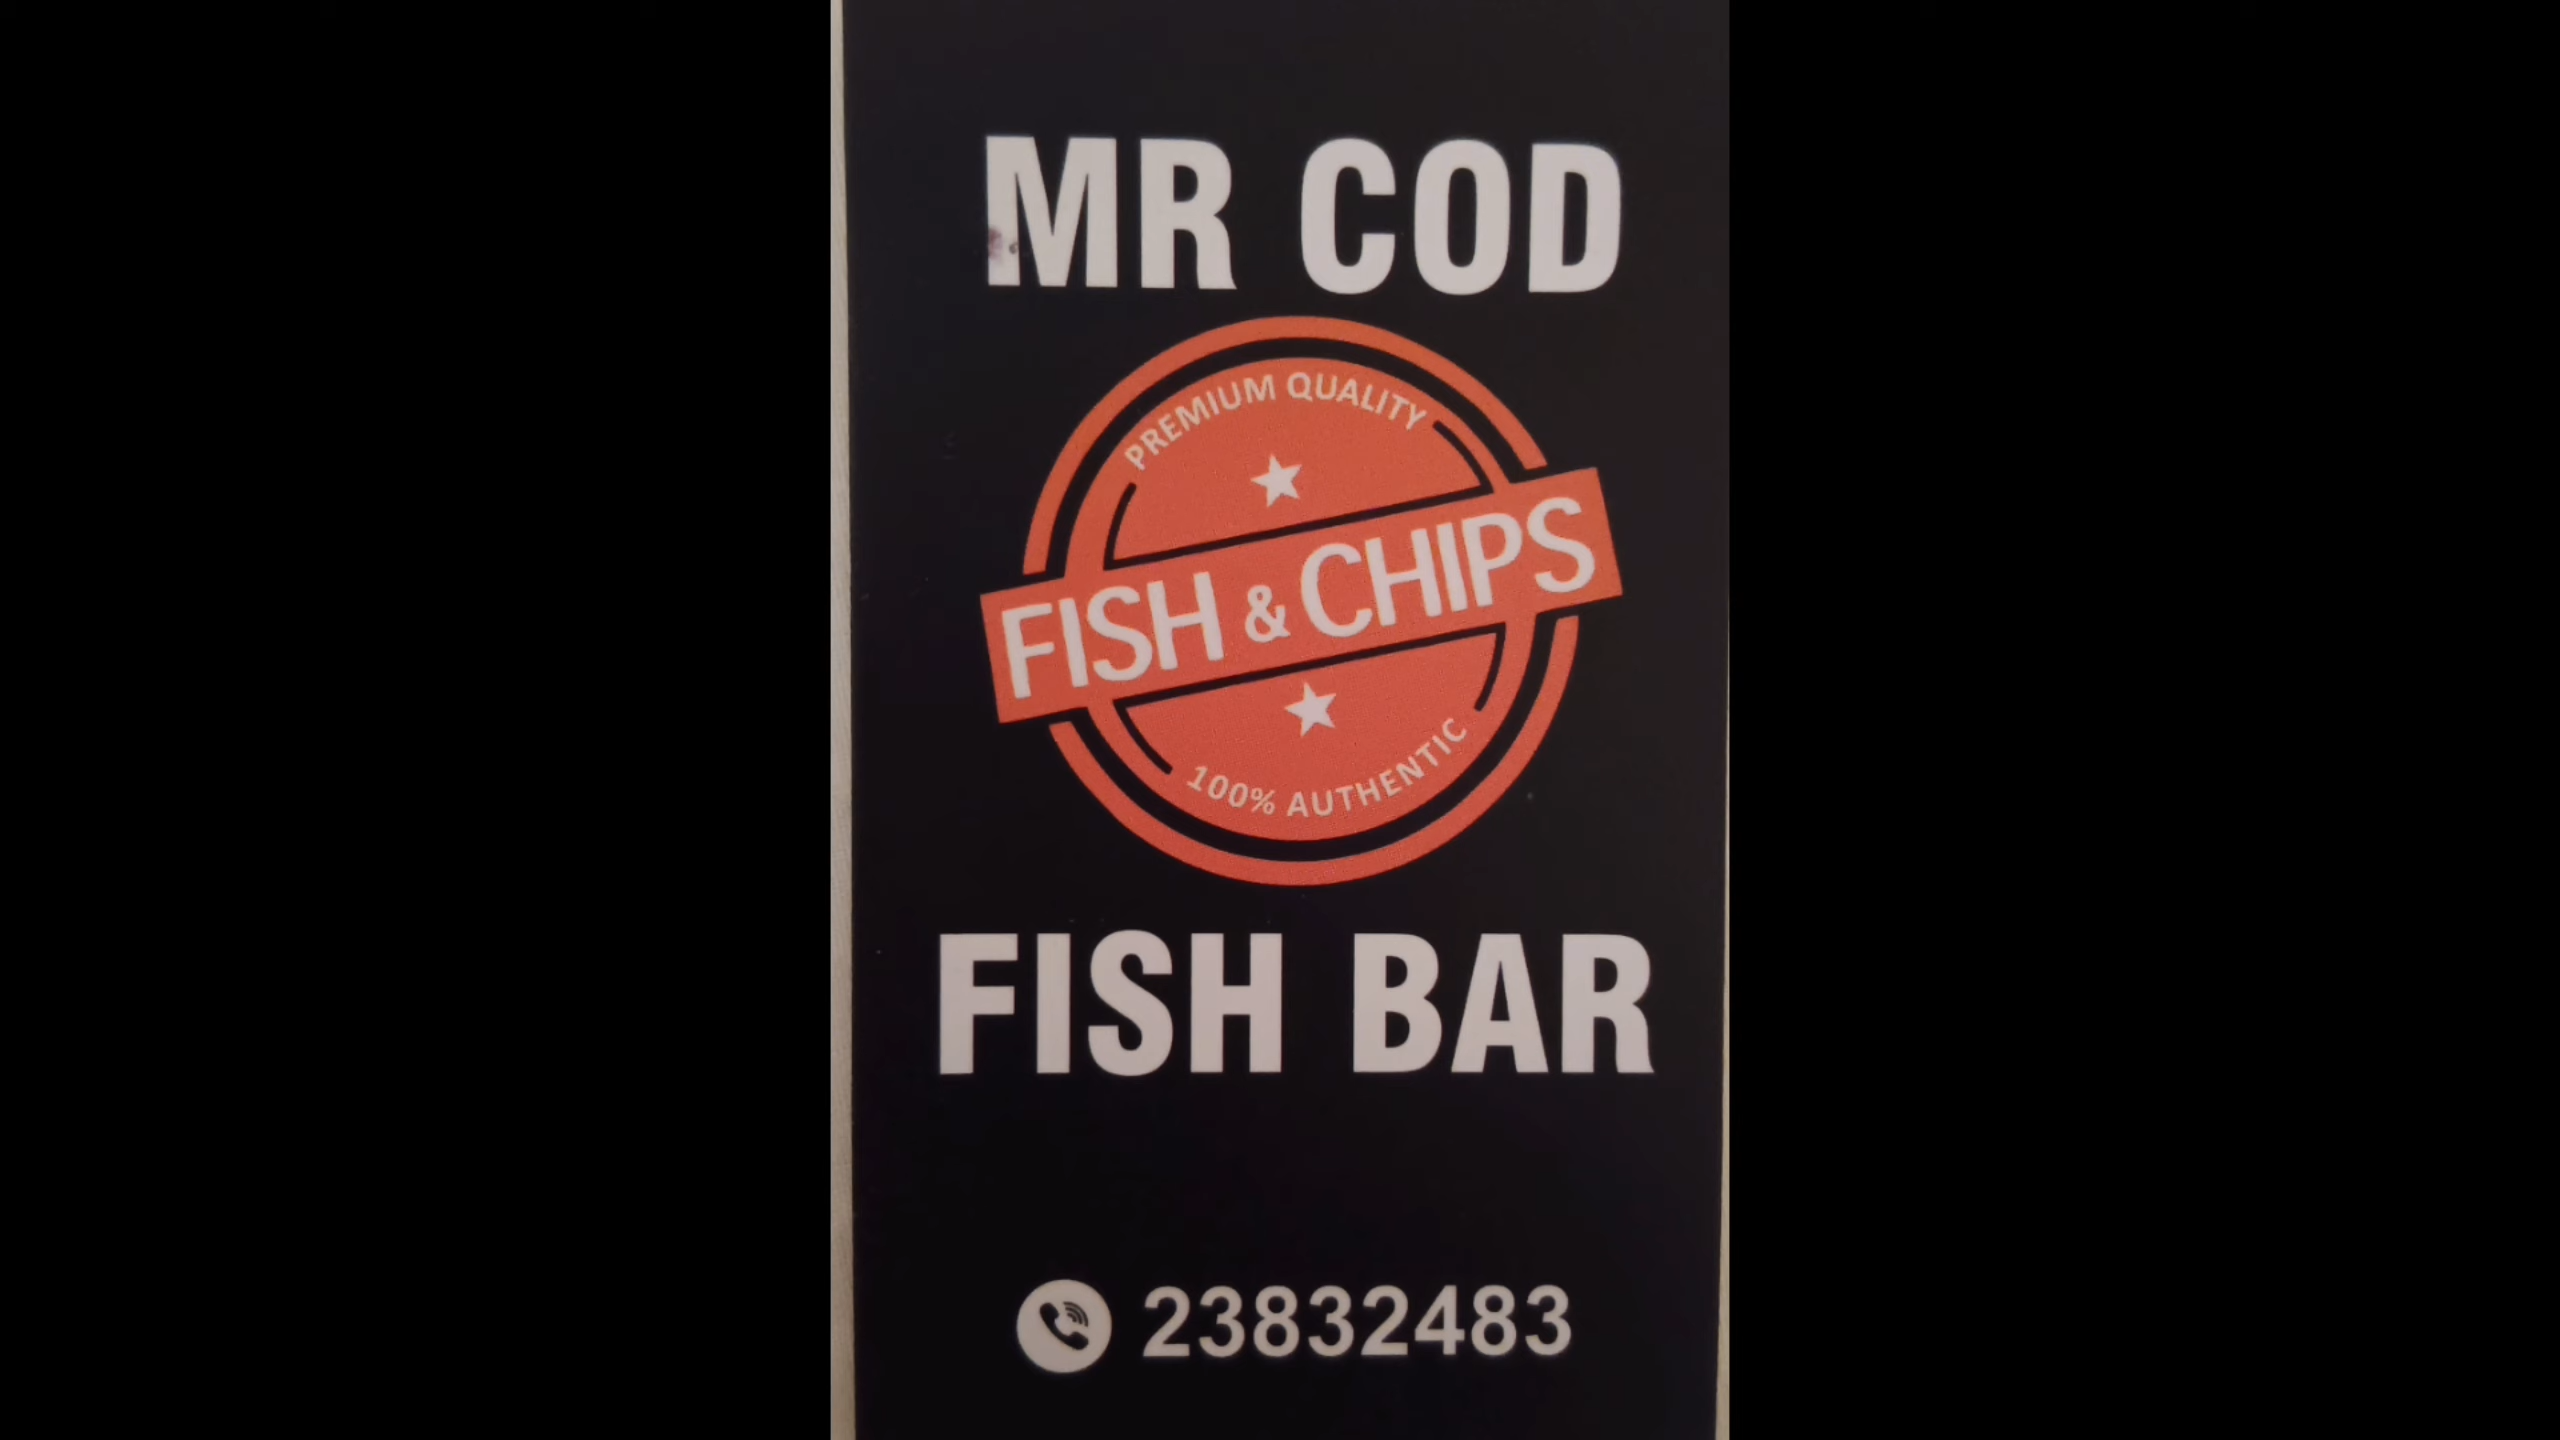 MR COD
PREMIUM QUALITY
FISH & CHIPS
100% AUTHENTIC
FISH BAR
23832483